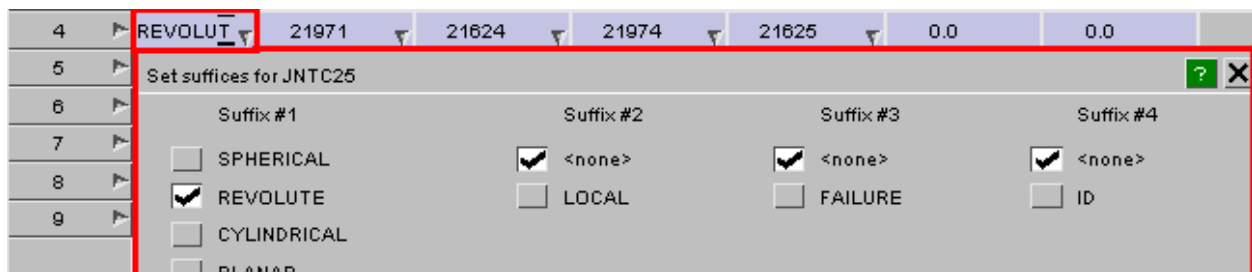 4 REVOLUT 21971 21624 21974 21625 0.0 0.0
5 Set suffices for JNTC25 ? X
6 Suffix #1 Suffix #2 Suffix #3 Suffix #4
7 SPHERICAL <none> <none> <none>
8 REVOLUTE LOCAL FAILURE ID
9 CYLINDRICAL
PLANAR